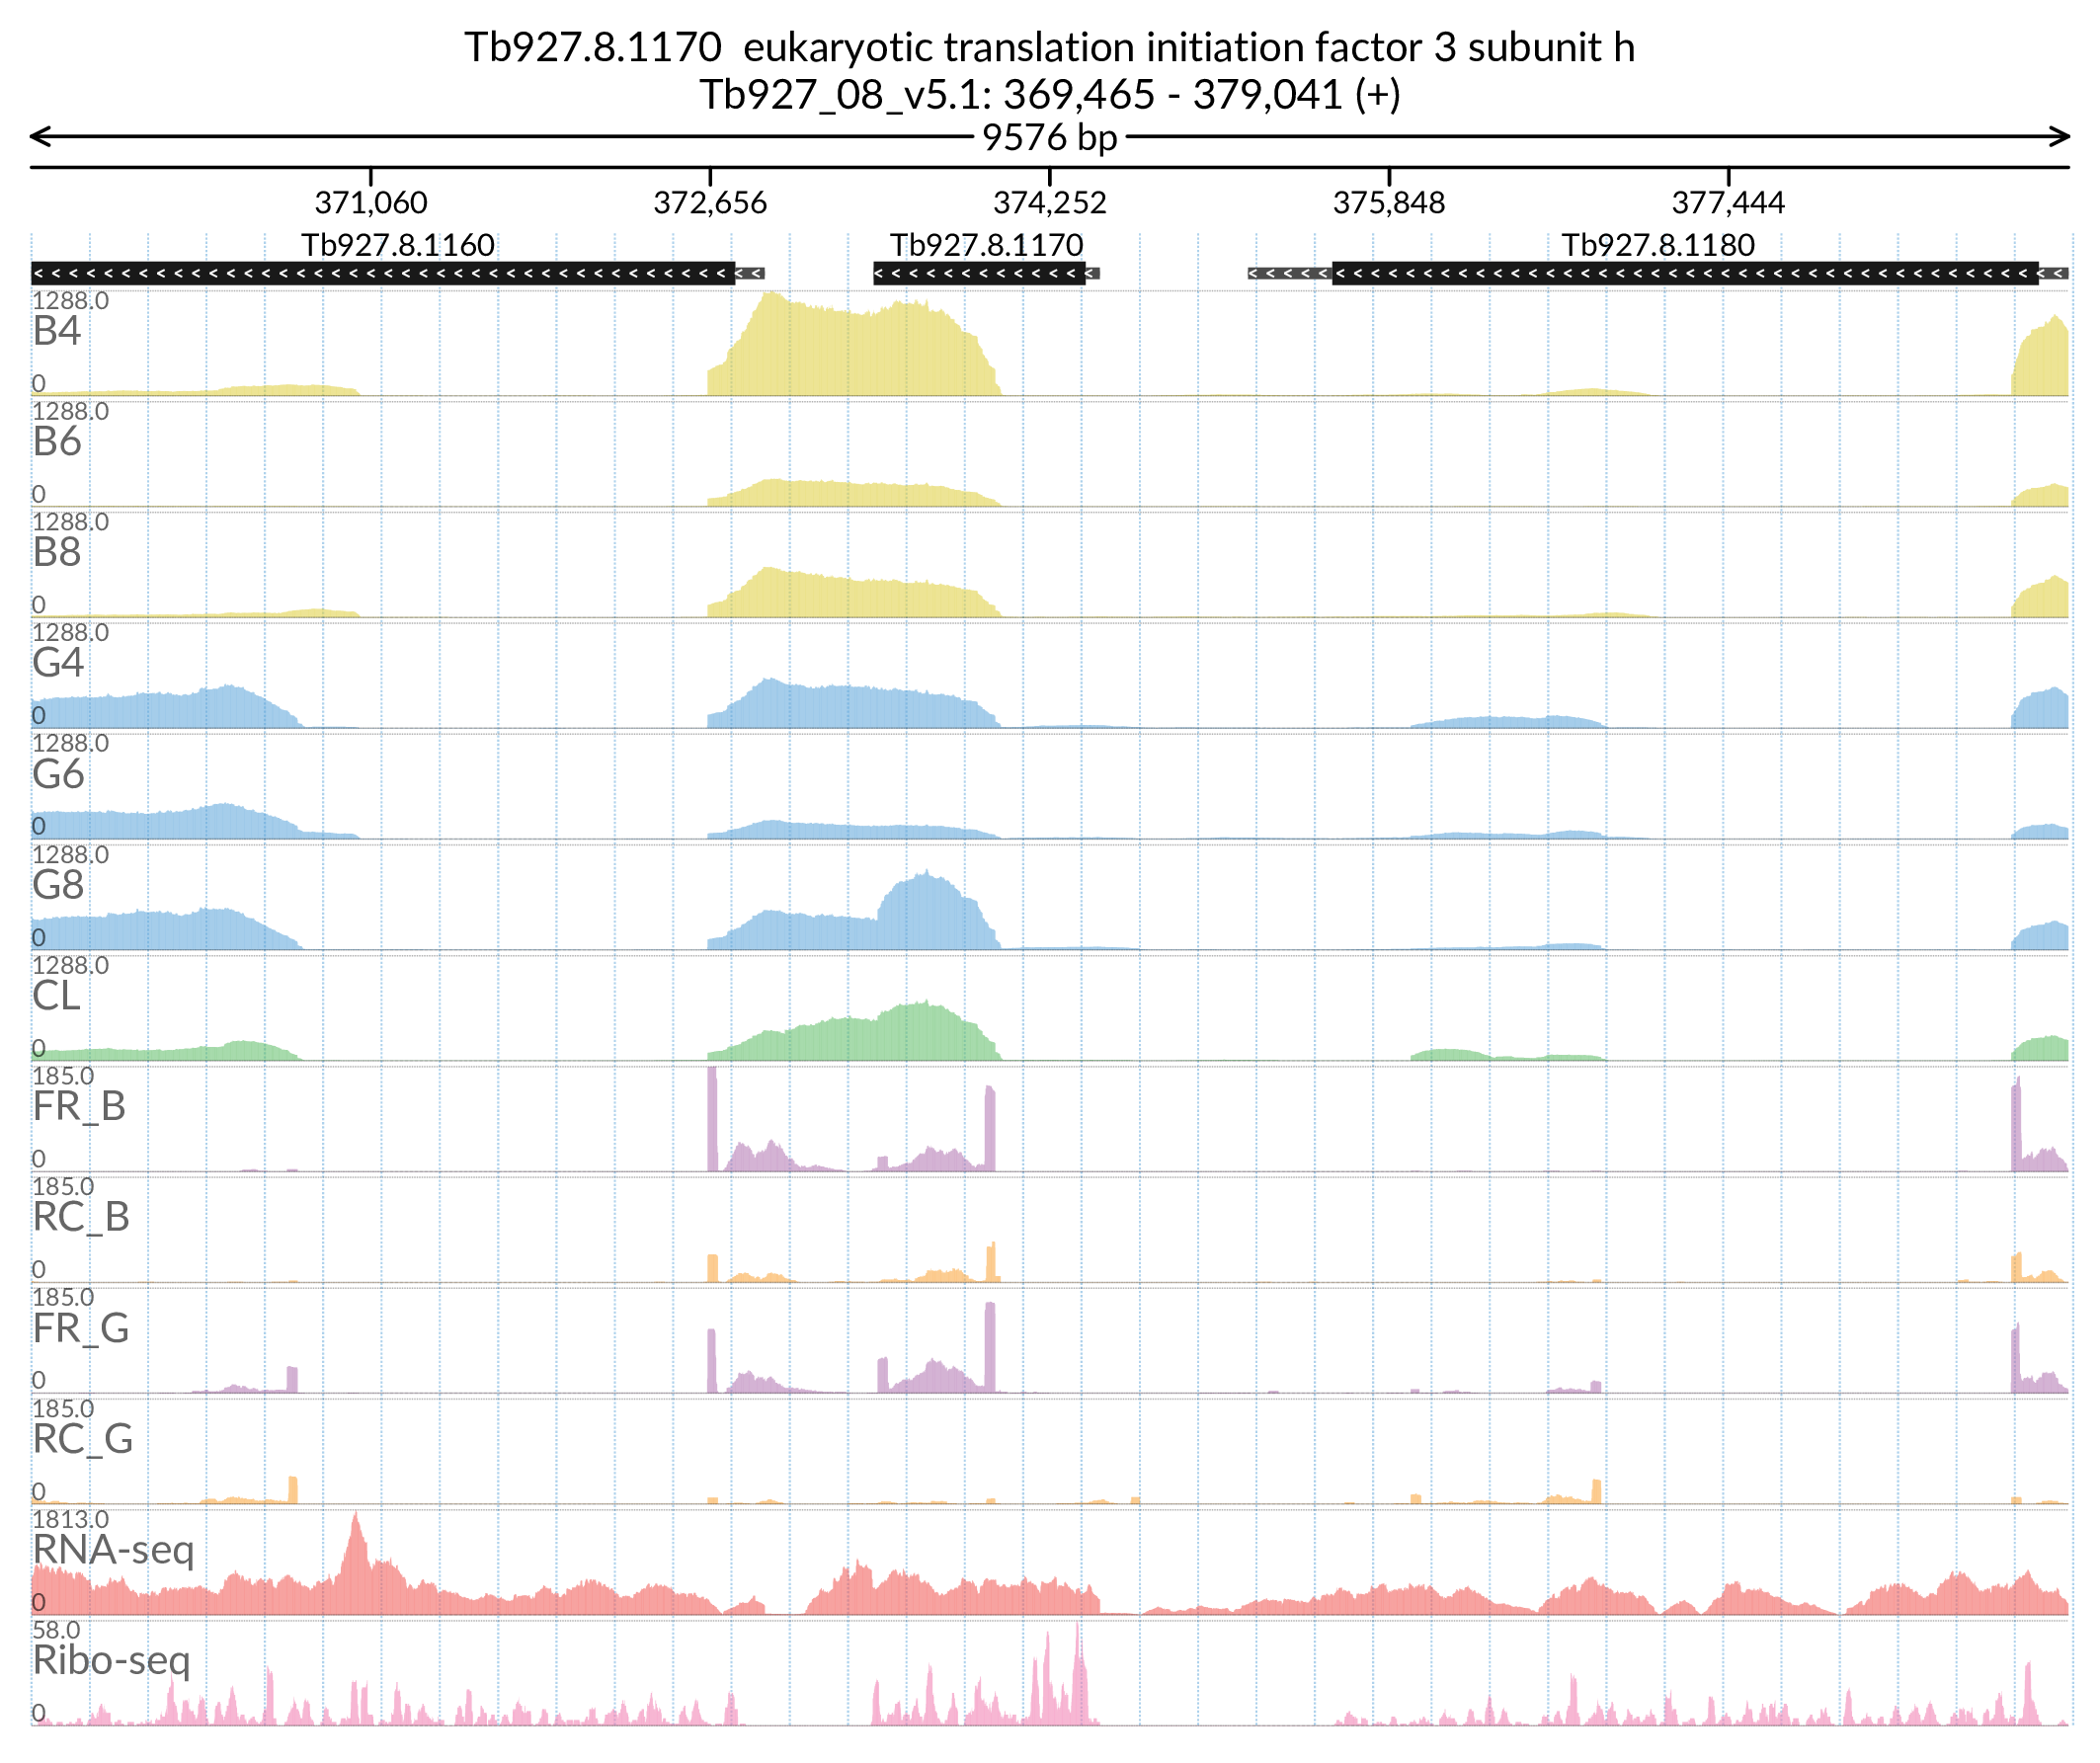 Tb927.8.1170  eukaryotic translation initiation factor 3 subunit h
Tb927_08_v5.1: 369,465 - 379,041 (+)
9576 bp
371,060 372,656 374,252 375,848 377,444
Tb927.8.1160 Tb927.8.1170 Tb927.8.1180
1288.0
B4
0
1288.0
B6
0
1288.0
B8
0
1288.0
G4
0
1288.0
G6
0
1288.0
G8
0
1288.0
CL
0
185.0
FR_B
0
185.0
RC_B
0
185.0
FR_G
0
185.0
RC_G
0
1813.0
RNA-seq
0
58.0
Ribo-seq
0